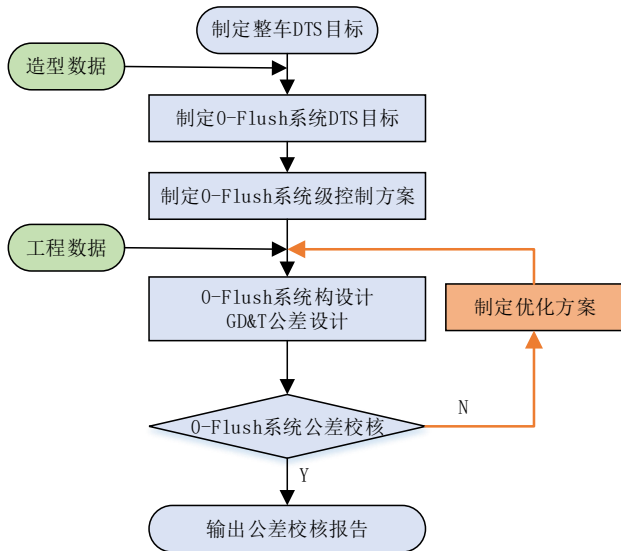 制定整车DTS目标
造型数据
制定0-Flush系统DTS目标
制定0-Flush系统级控制方案
工程数据
0-Flush系统构设计
GD&T公差设计
制定优化方案
0-Flush系统公差校核
N
Y
输出公差校核报告